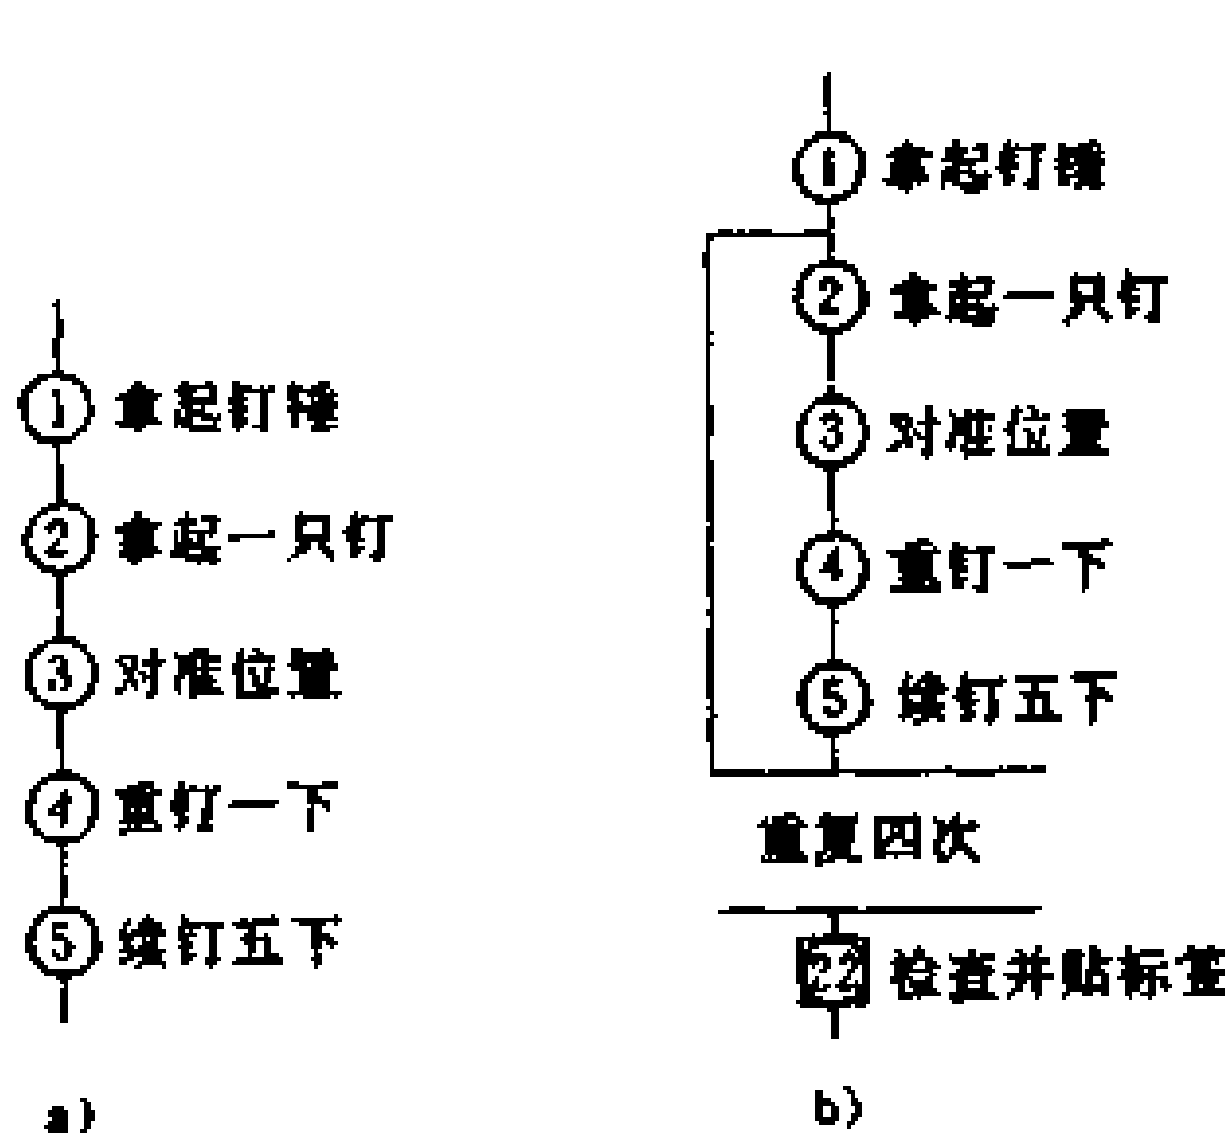 1 拿起钉锤
2 拿起一只钉
3 对准位置
4 重钉一下
5 续钉五下
a)
1 拿起钉锤
2 拿起一只钉
3 对准位置
4 重钉一下
5 续钉五下
重复四次
22 检查并贴标签
b)